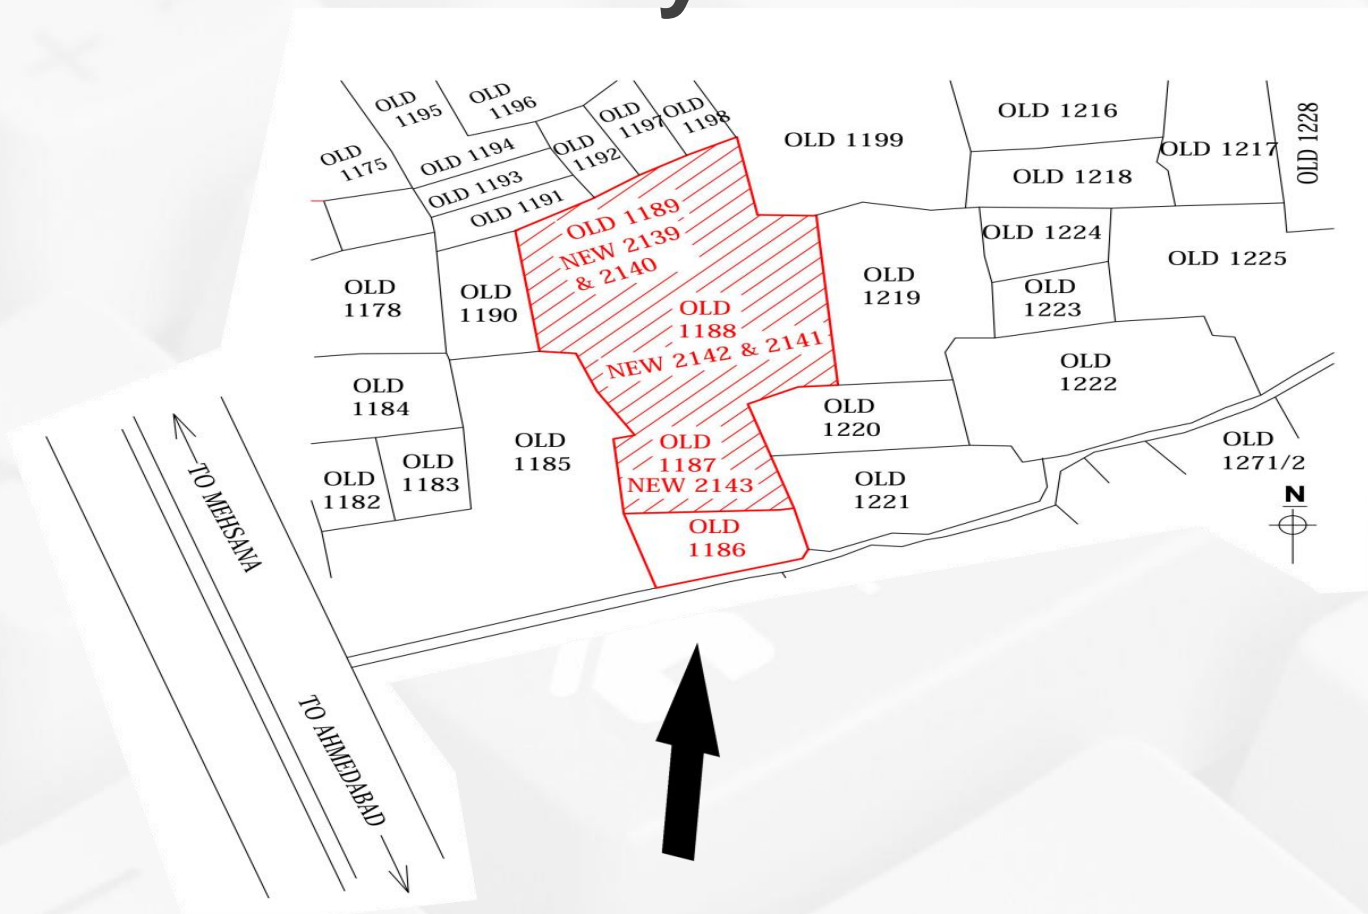 OLD
1195
OLD
1196
OLD
1197
OLD
1198
OLD 1199
OLD 1216
OLD 1217
OLD 1228
OLD
1175
OLD 1194
OLD
1192
OLD 1193
OLD 1191
OLD 1218
OLD 1189
NEW 2139
& 2140
OLD 1224
OLD 1225
OLD
1178
OLD
1190
OLD
1188
NEW 2142 & 2141
OLD
1219
OLD
1223
OLD
1184
OLD
1222
OLD
1220
OLD
1182
OLD
1183
OLD
1185
OLD
1187
NEW 2143
OLD
1221
OLD
1271/2
N
OLD
1186
TO MEHSANA
TO AHMEDABAD